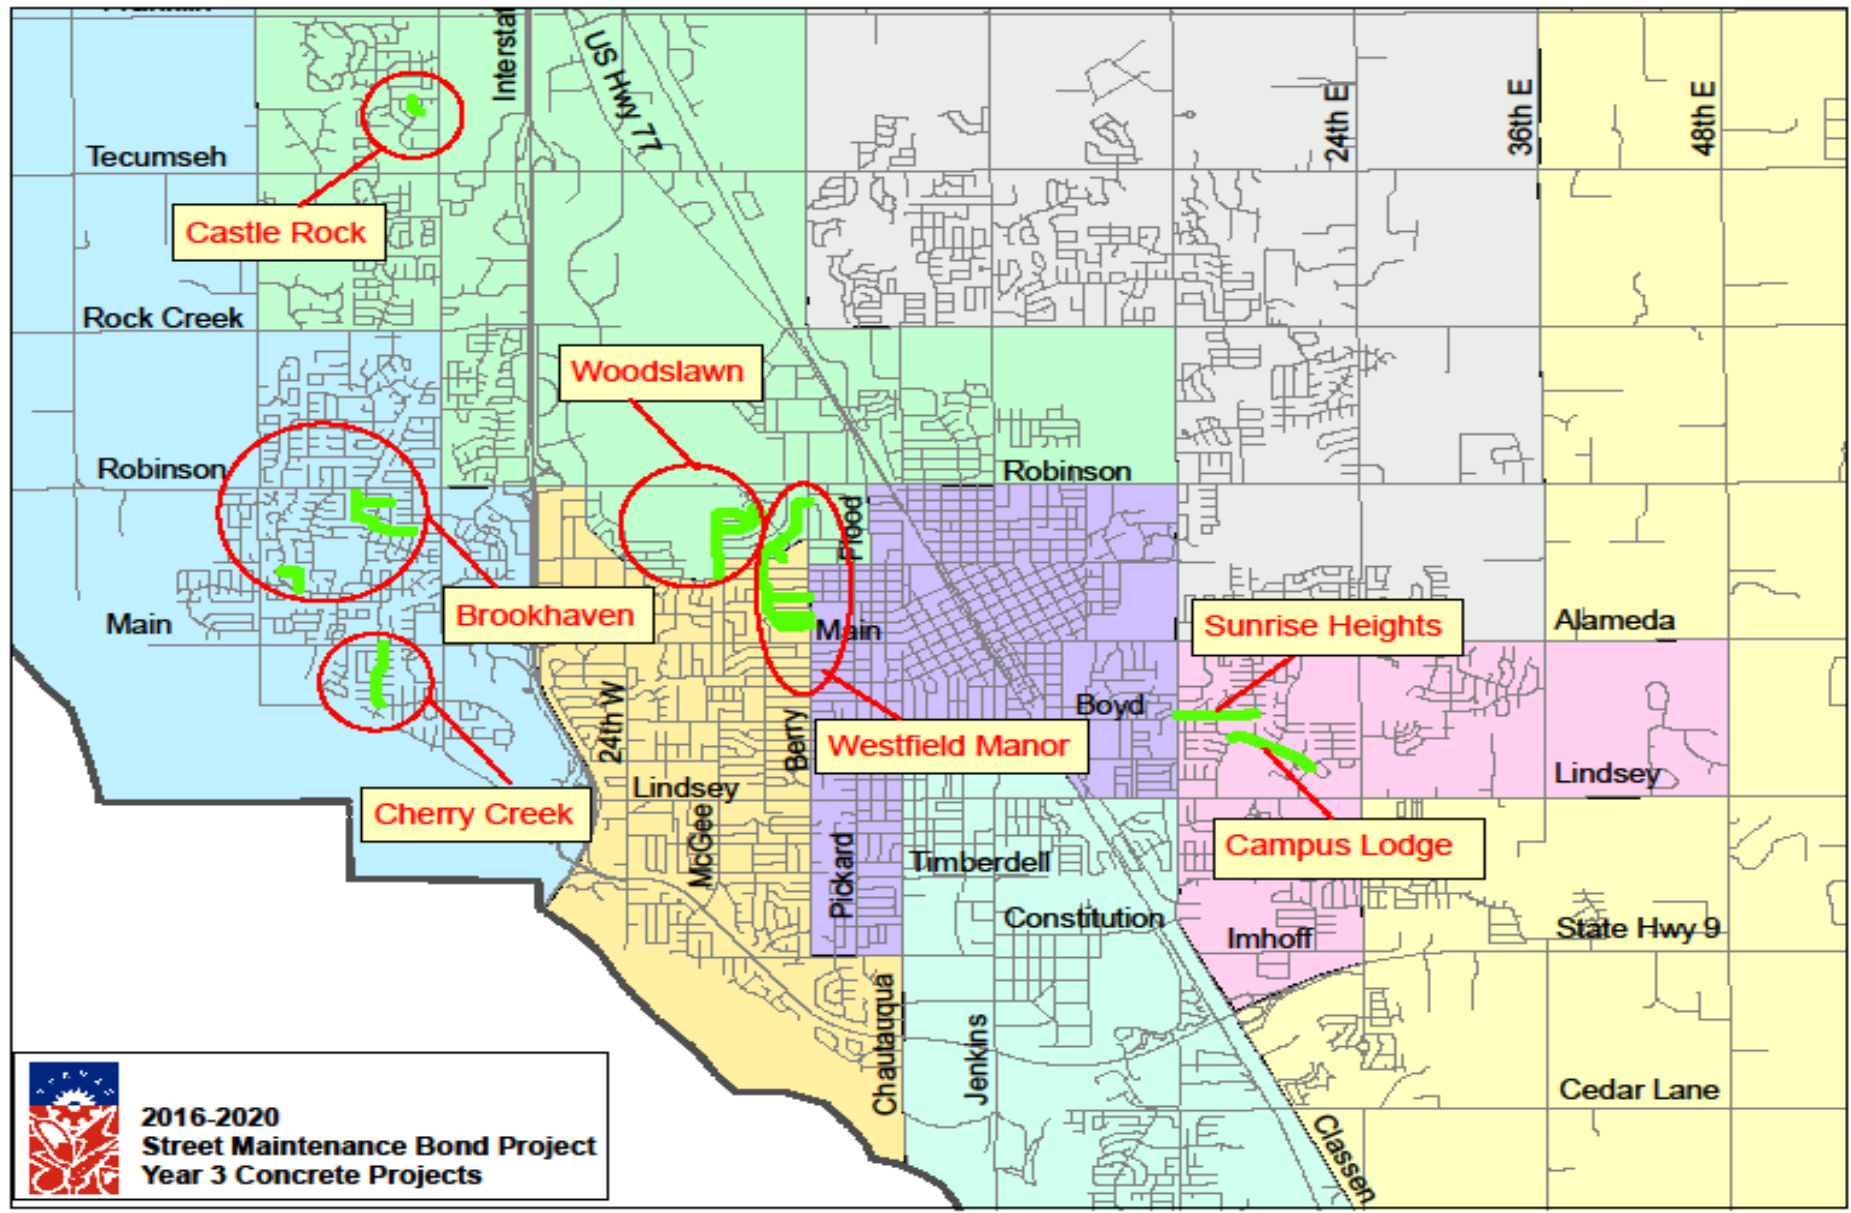 Interstat
US Hwy 77
24th E
36th E
48th E
Tecumseh
Castle Rock
Rock Creek
Woodslawn
Robinson
Robinson
Flood
Brookhaven
Main
Main
Sunrise Heights
Alameda
24th W
Berry
Boyd
Westfield Manor
Lindsey
Lindsey
Cherry Creek
McGee
Pickard
Timberdell
Campus Lodge
Constitution
Imhoff
State Hwy 9
Chautauqua
Jenkins
Cedar Lane
Classen
2016-2020
Street Maintenance Bond Project
Year 3 Concrete Projects